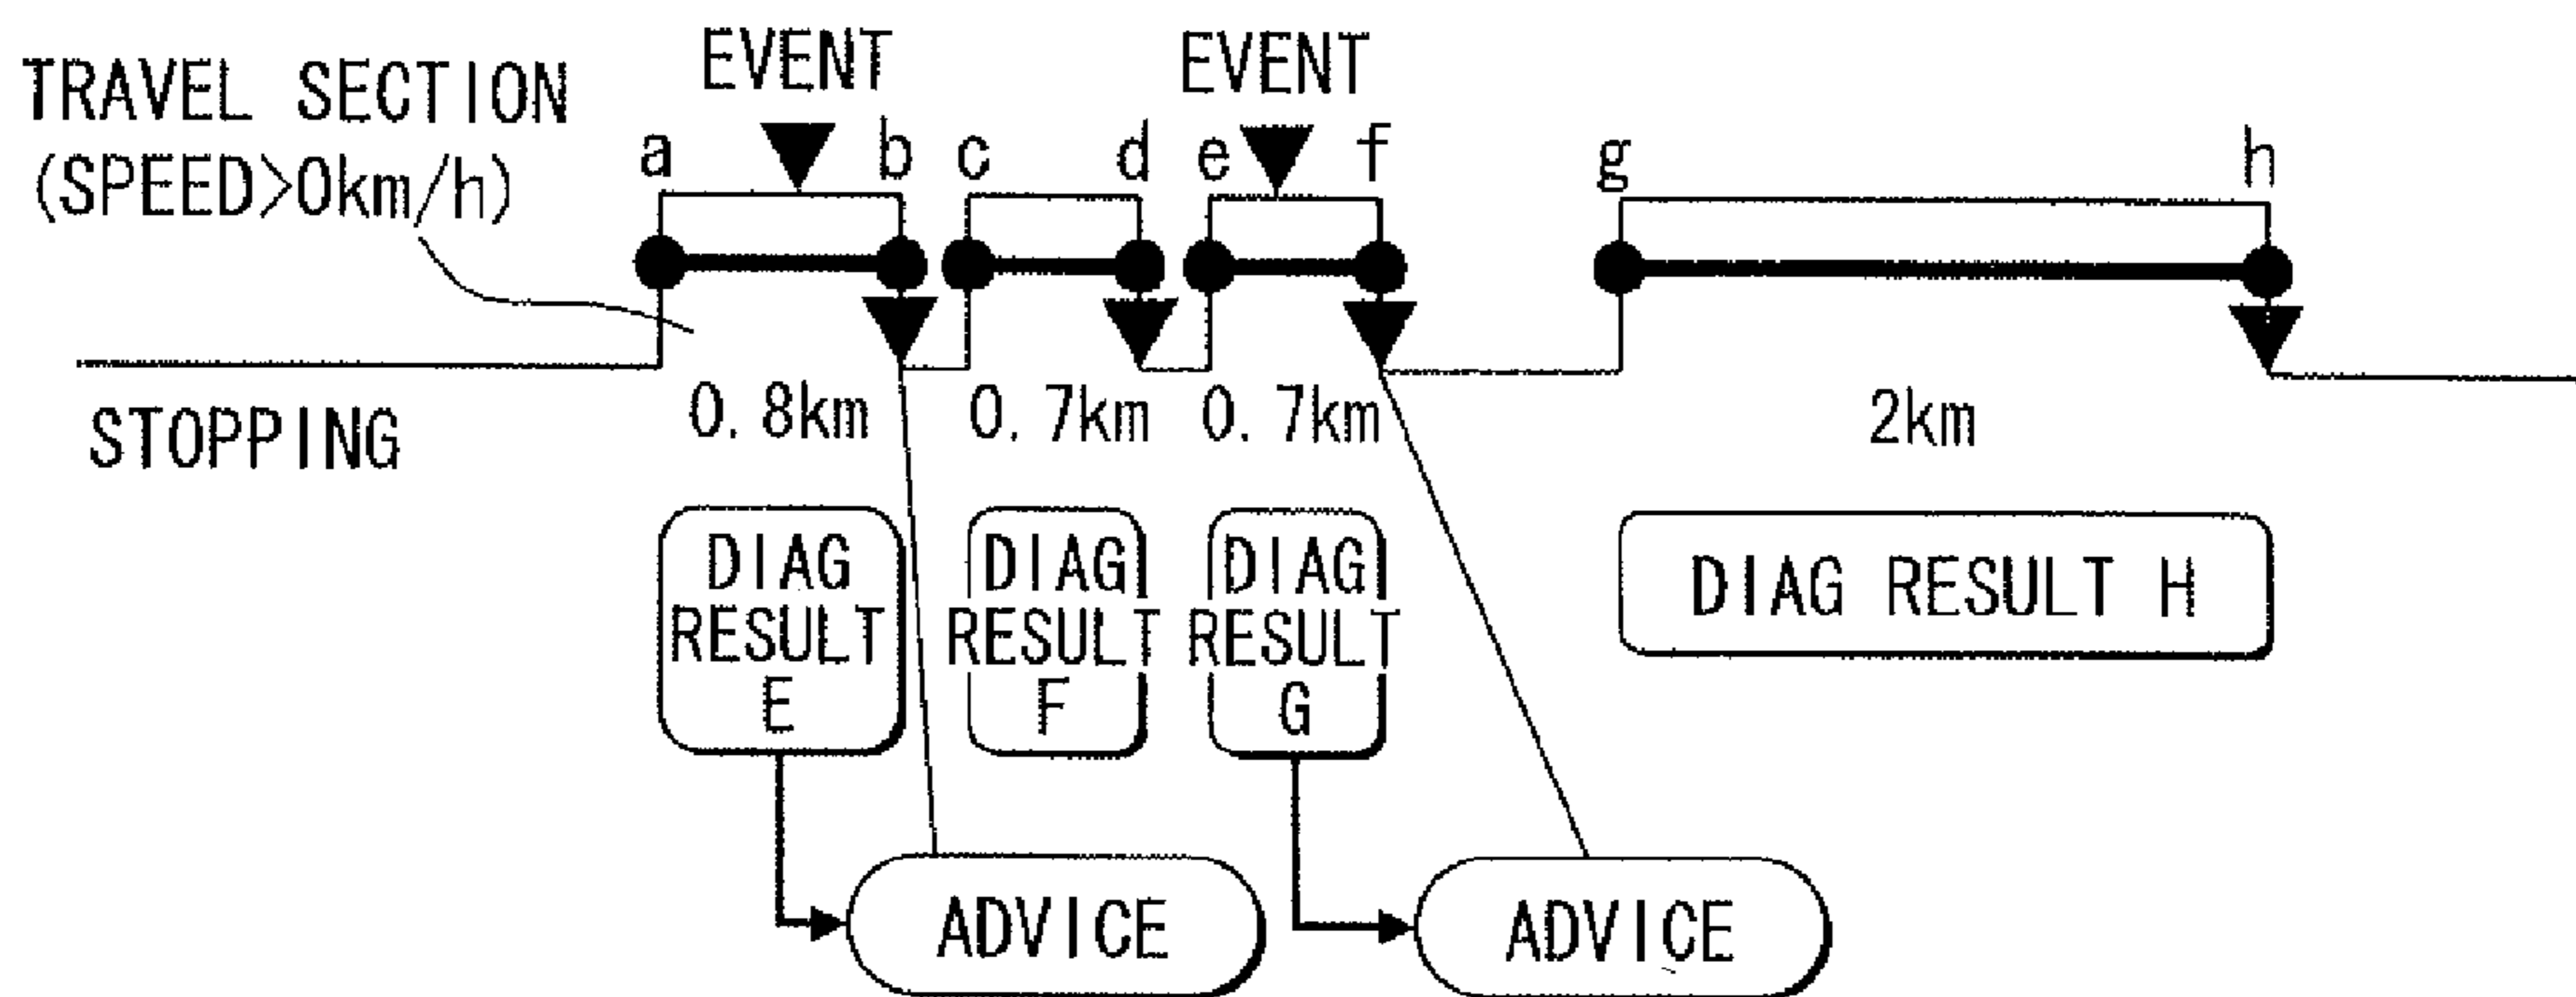 TRAVEL SECTION
(SPEED>0km/h)
EVENT
EVENT
a
b
c
d
e
f
g
h
STOPPING
0.8km
0.7km
0.7km
2km
DIAG
RESULT
E
DIAG
RESULT
F
DIAG
RESULT
G
DIAG RESULT H
ADVICE
ADVICE